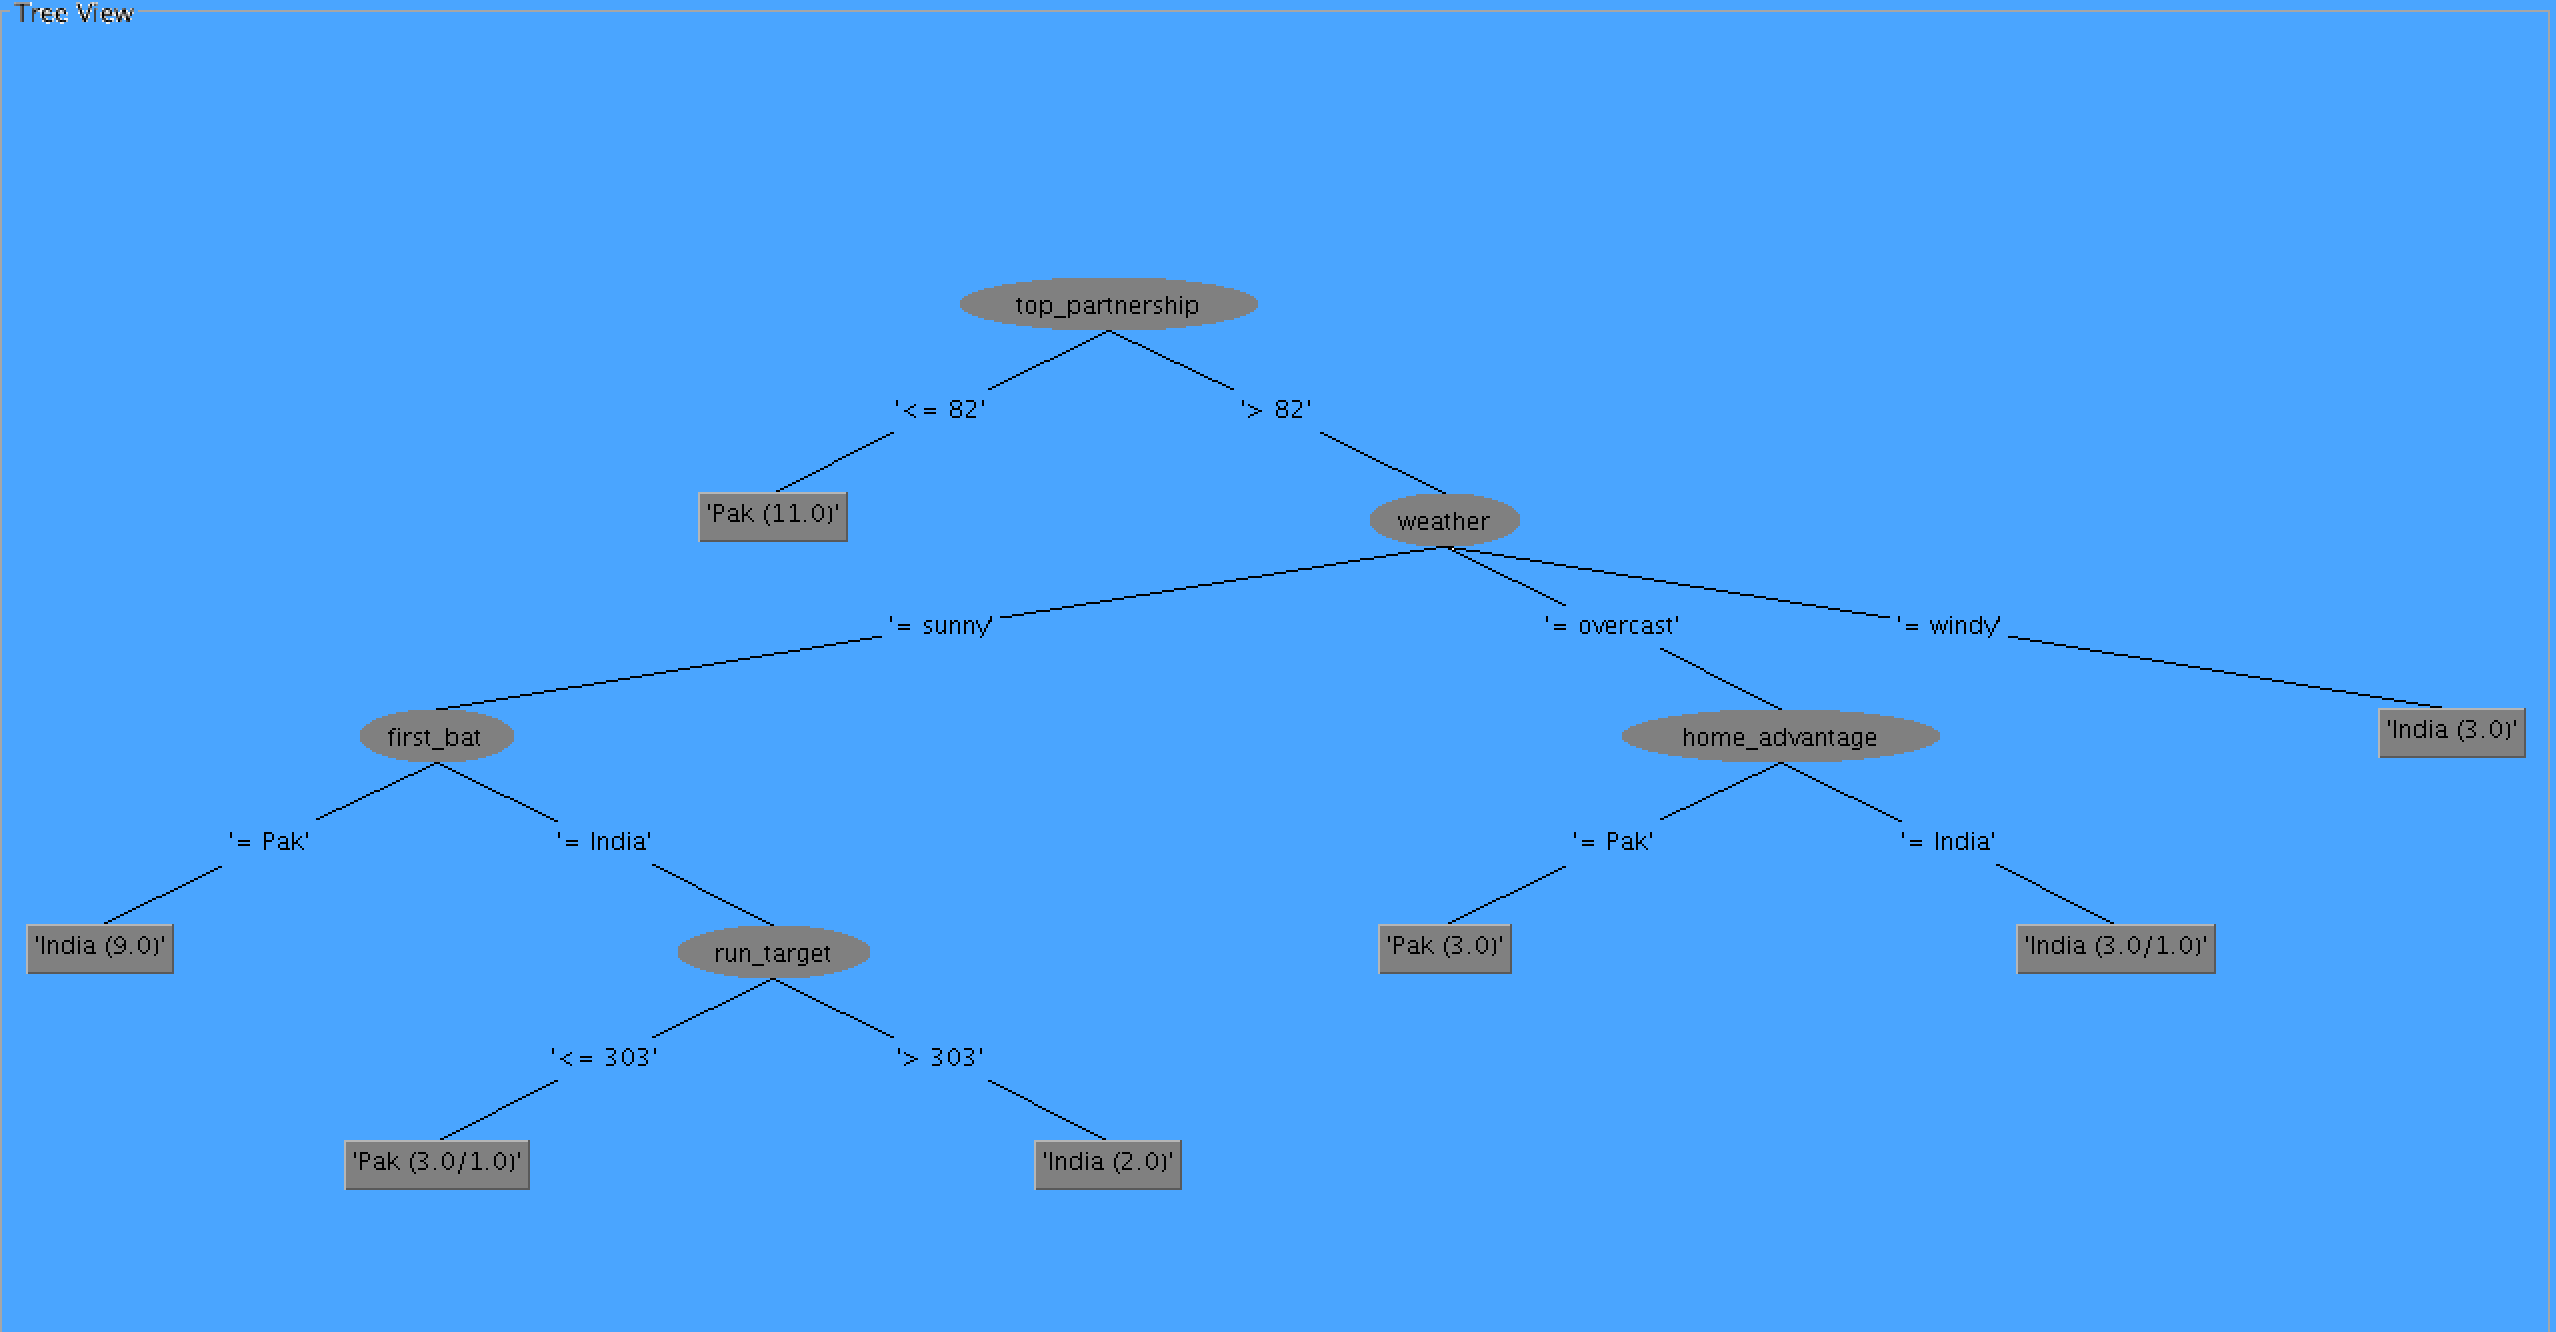 Tree View
top_partnership
'<= 82'
'> 82'
'Pak (11.0)'
weather
'= sunny'
'= overcast'
'= windy'
first_bat
home_advantage
'India (3.0)'
'= Pak'
'= India'
'= Pak'
'= India'
'India (9.0)'
run_target
'Pak (3.0)'
'India (3.0/1.0)'
'<= 303'
'> 303'
'Pak (3.0/1.0)'
'India (2.0)'